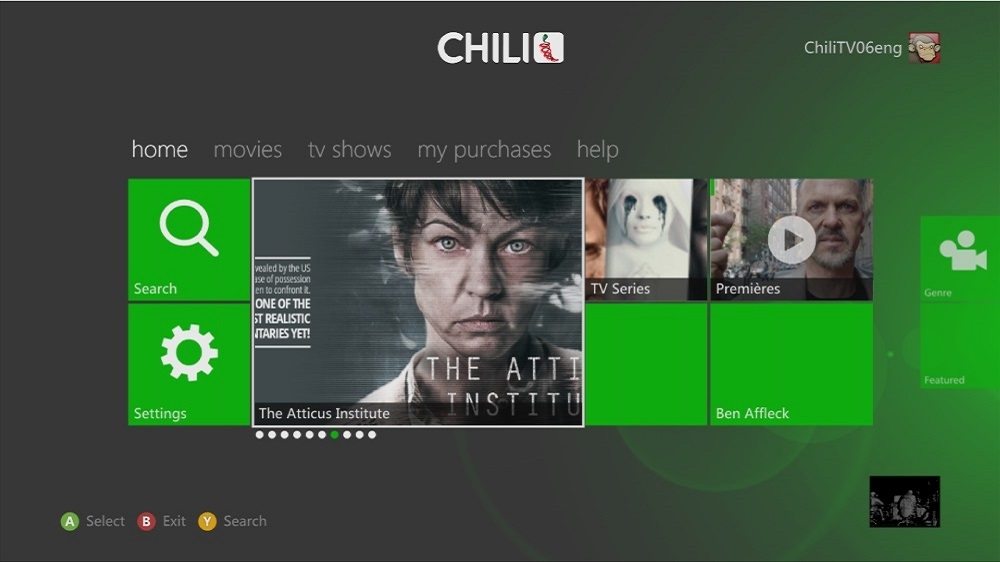 CHILI
ChiliTV06eng
home movies tv shows my purchases help
Search
vealed by the US
ase of possession
en to confront it.
ONE OF THE
ST REALISTIC
NTARIES YET!
THE ATTI
INSTITU
The Atticus Institute
TV Series
Premières
Genre
Settings
Ben Affleck
Featured
A Select B Exit Y Search